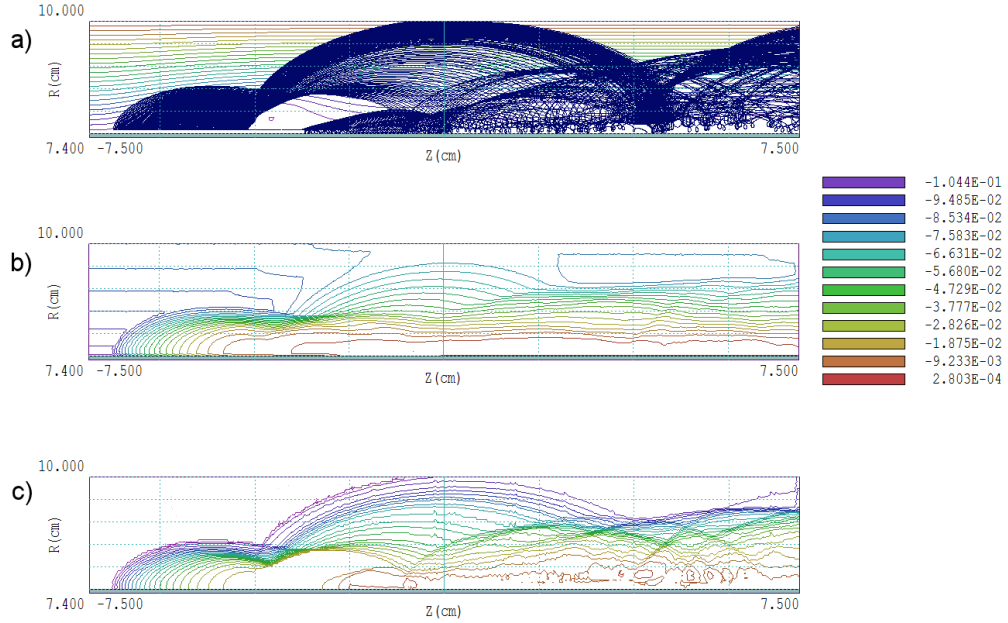 a)
10.000
R(cm)
7.400
-7.500
Z(cm)
7.500
b)
10.000
R(cm)
7.400
-7.500
Z(cm)
7.500
-1.044E-01
-9.485E-02
-8.534E-02
-7.583E-02
-6.631E-02
-5.680E-02
-4.729E-02
-3.777E-02
-2.826E-02
-1.875E-02
-9.233E-03
2.803E-04
c)
10.000
R(cm)
7.400
-7.500
Z(cm)
7.500